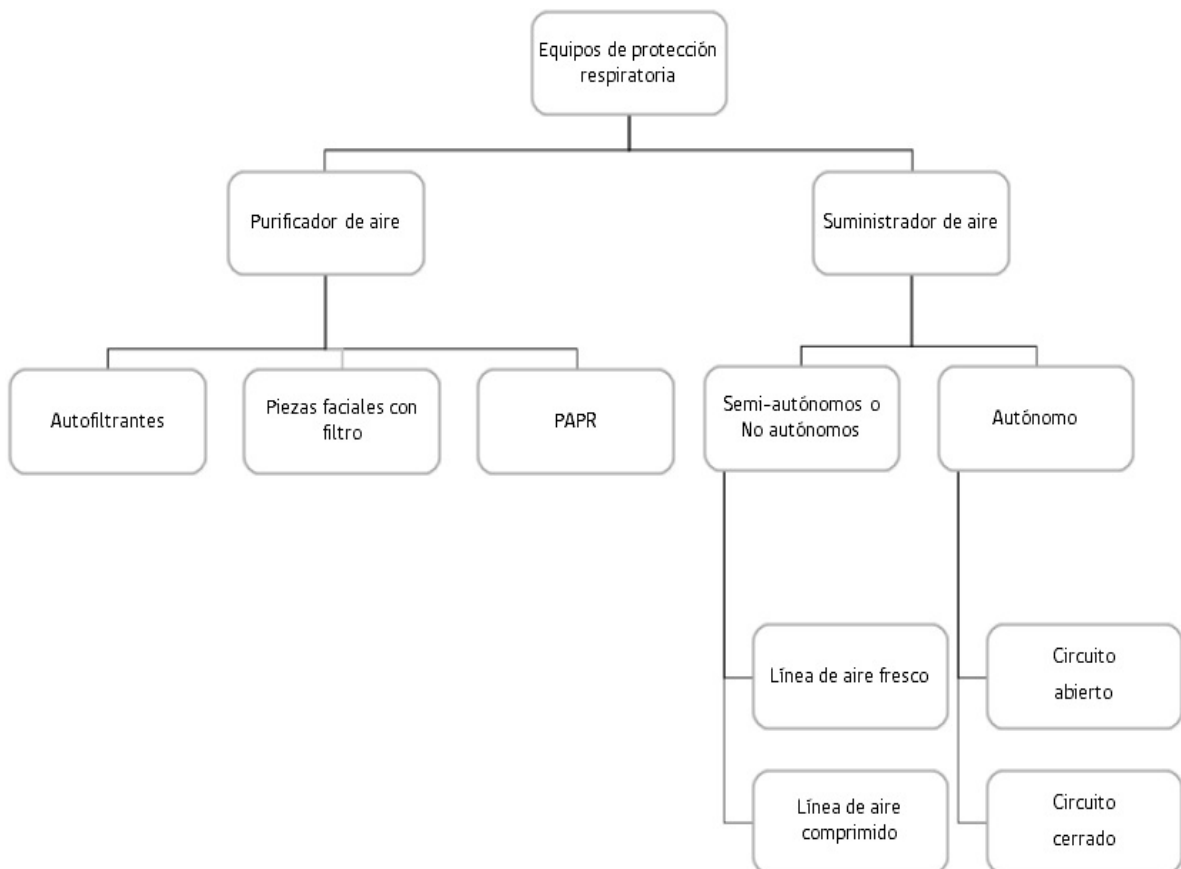 Equipos de protección
respiratoria
Purificador de aire
Suministrador de aire
Autofiltrantes
Piezas faciales con
filtro
PAPR
Semi-autónomos o
No autónomos
Autónomo
Línea de aire fresco
Circuito
abierto
Línea de aire
comprimido
Circuito
cerrado